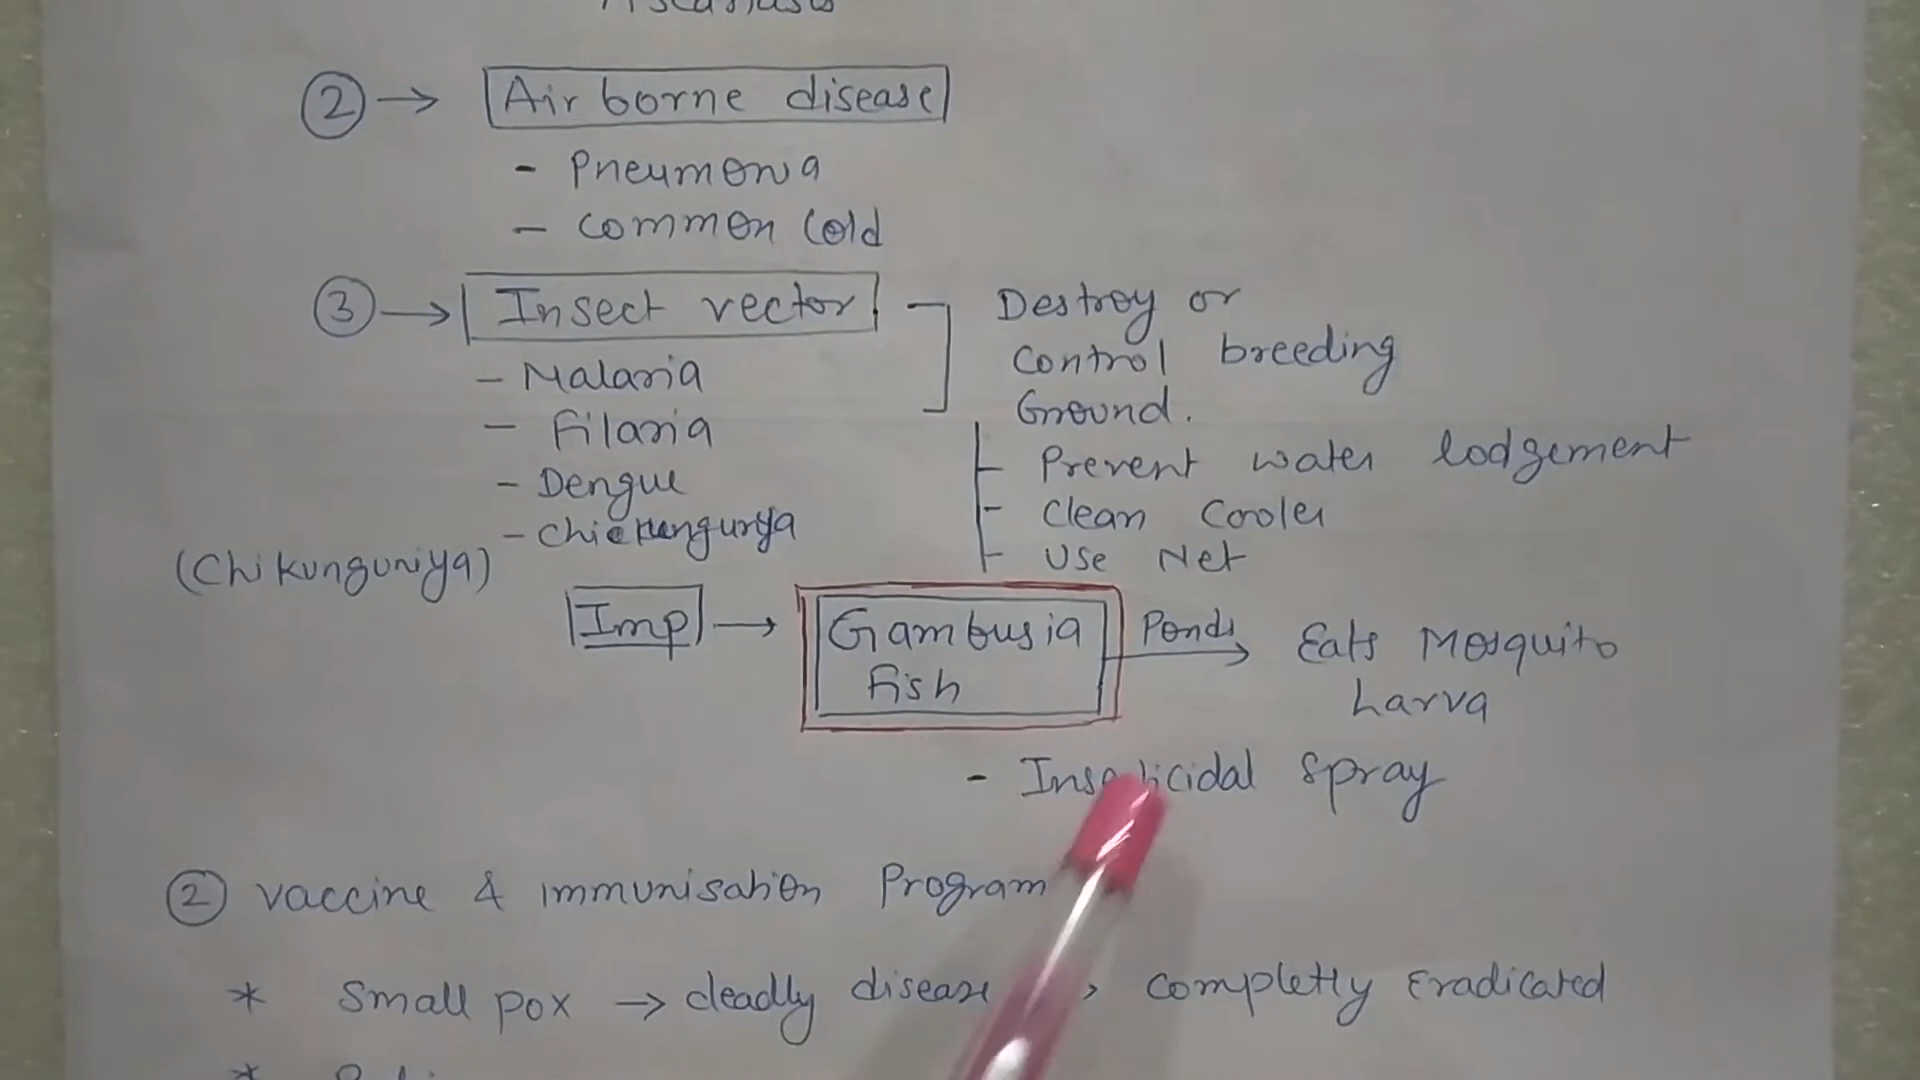 Ascariasis
② → Air borne disease
- Pneumonia
- Common Cold
③ → Insect vector
Destroy or
Control breeding
Ground.
- Malaria
- Filaria
- Dengue
- Chickungunya
(Chikunguniya)
- Prevent water lodgement
- Clean Cooler
- Use Net
Imp → Gambusia Fish Ponds → Eats Mosquito
Larva
- Insecticidal spray
② vaccine & immunisation Program
* Small pox → deadly disease → completly Eradicated
*